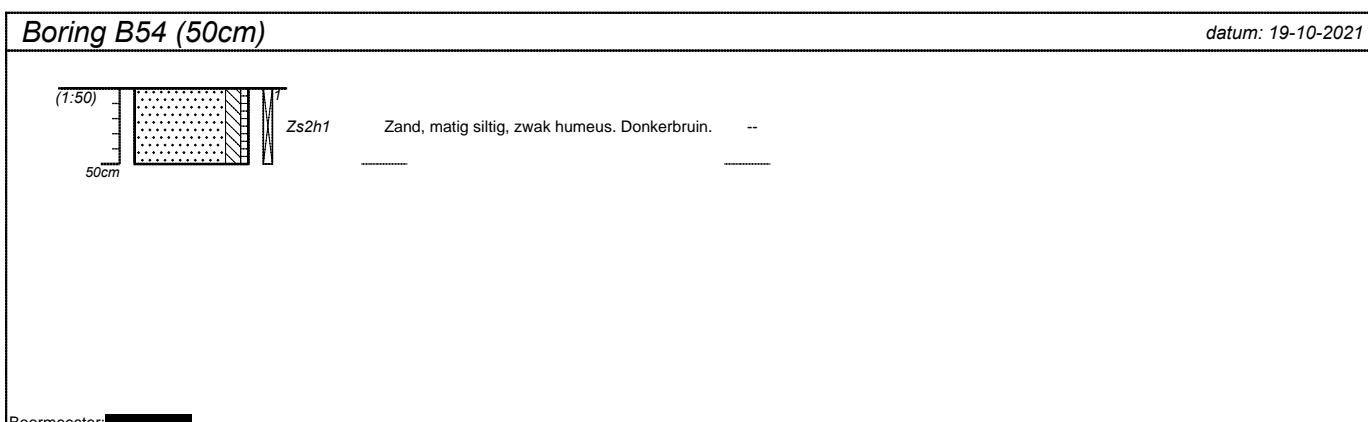 Boring B54 (50cm) datum: 19-10-2021
(1:50) 1
Zs2h1 Zand, matig siltig, zwak humeus. Donkerbruin. --
50cm
Boormeester: